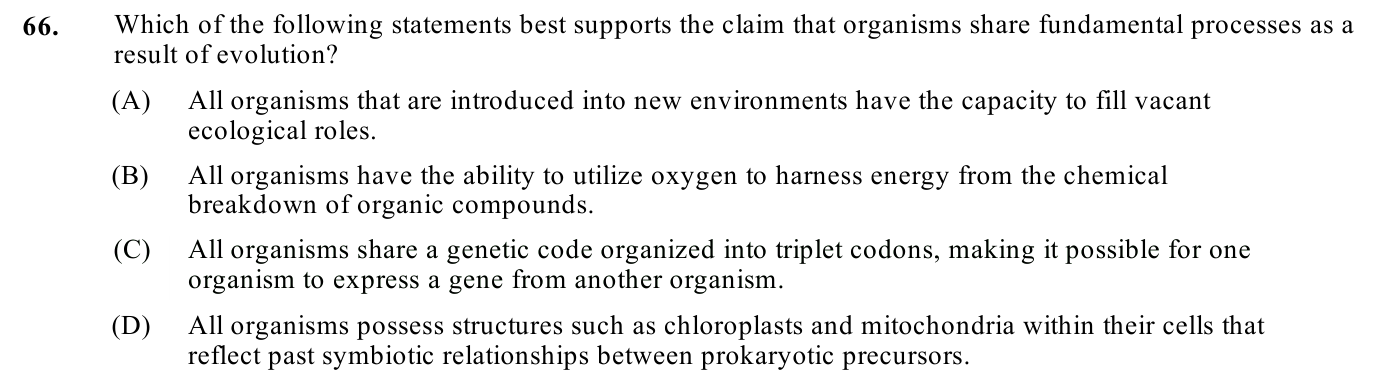 66. Which of the following statements best supports the claim that organisms share fundamental processes as a
result of evolution?
(A) All organisms that are introduced into new environments have the capacity to fill vacant
ecological roles.
(B) All organisms have the ability to utilize oxygen to harness energy from the chemical
breakdown of organic compounds.
(C) All organisms share a genetic code organized into triplet codons, making it possible for one
organism to express a gene from another organism.
(D) All organisms possess structures such as chloroplasts and mitochondria within their cells that
reflect past symbiotic relationships between prokaryotic precursors.